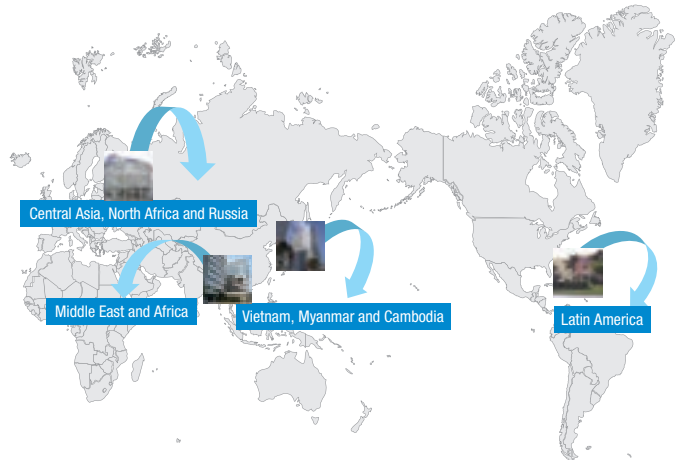 Central Asia, North Africa and Russia
Middle East and Africa
Vietnam, Myanmar and Cambodia
Latin America